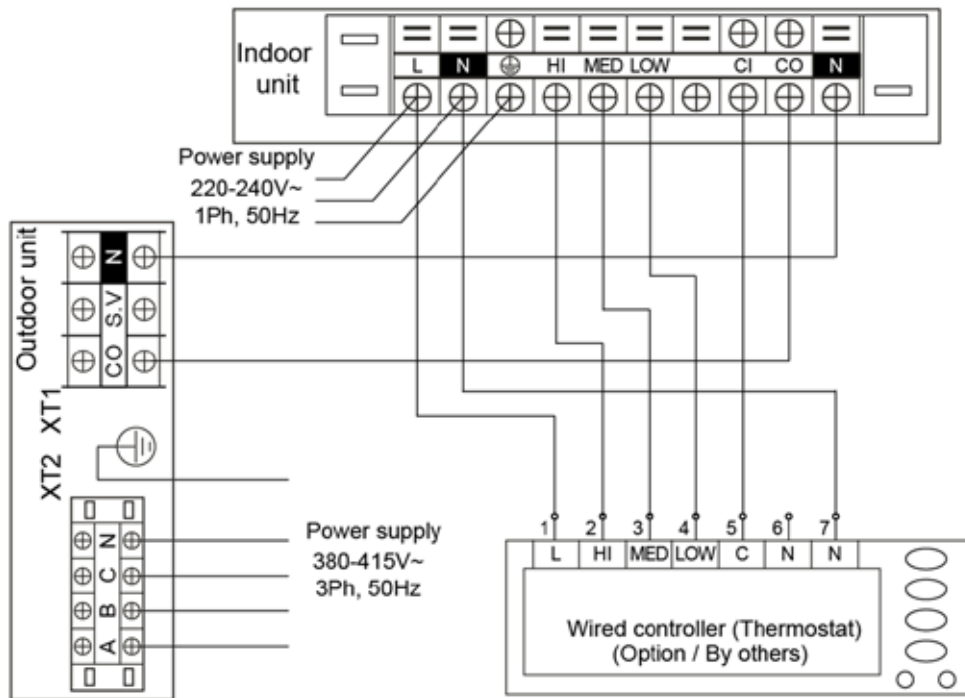 Indoor
unit
L N HI MED LOW CI CO N
Power supply
220-240V~
1Ph, 50Hz
Outdoor unit
N
S.V
CO
XT1
XT2
N
C
B
A
Power supply
380-415V~
3Ph, 50Hz
1 2 3 4 5 6 7
L HI MED LOW C N N
Wired controller (Thermostat)
(Option / By others)